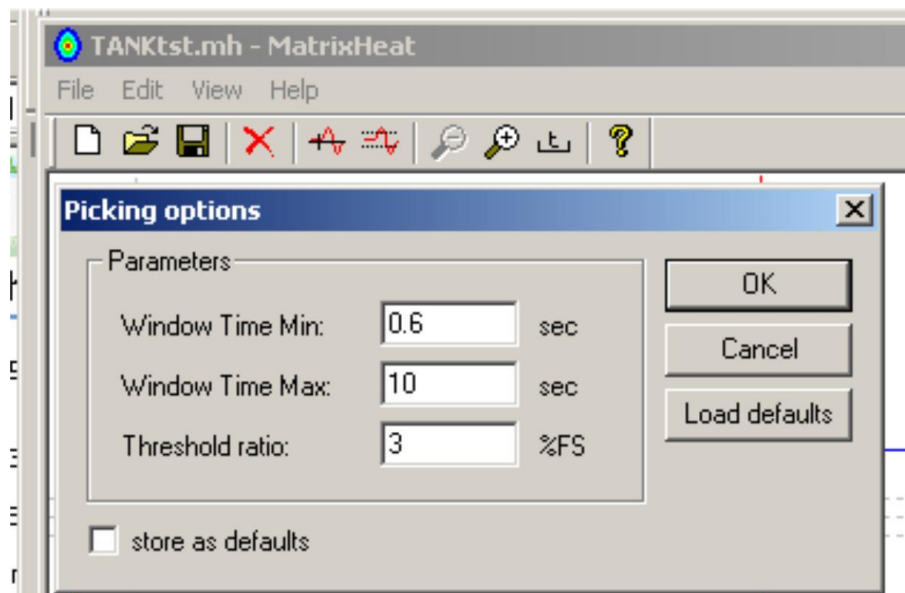 TANKtst.mh - MatrixHeat
File Edit View Help
Picking options
Parameters
Window Time Min: 0.6 sec
Window Time Max: 10 sec
Threshold ratio: 3 %FS
OK
Cancel
Load defaults
store as defaults